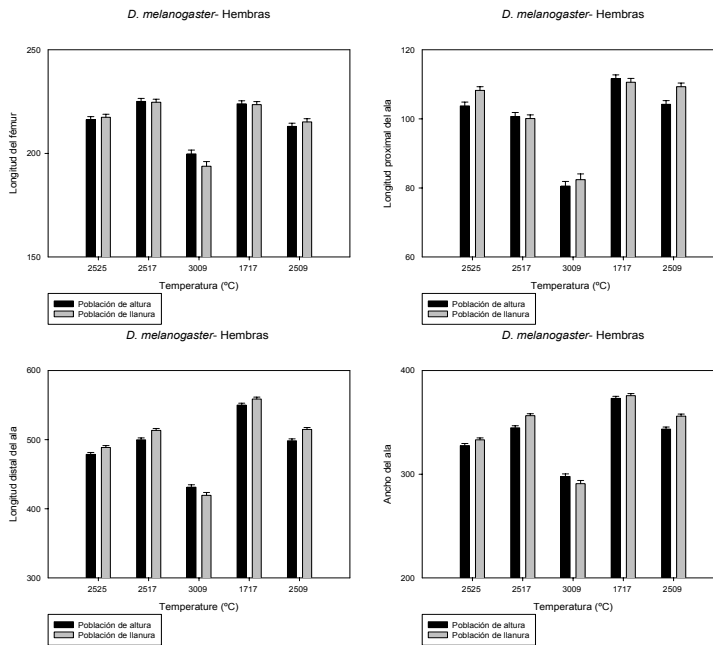 D. melanogaster- Hembras
Longitud del fémur
250
200
150
2525 2517 3009 1717 2509
Temperatura (ºC)
Población de altura
Población de llanura
D. melanogaster- Hembras
Longitud proximal del ala
120
100
80
60
2525 2517 3009 1717 2509
Temperatura (ºC)
Población de altura
Población de llanura
D. melanogaster- Hembras
Longitud distal del ala
600
500
400
300
2525 2517 3009 1717 2509
Temperature (ºC)
Población de altura
Población de llanura
D. melanogaster- Hembras
Ancho del ala
400
300
200
2525 2517 3009 1717 2509
Temperatura (ºC)
Población de altura
Población de llanura